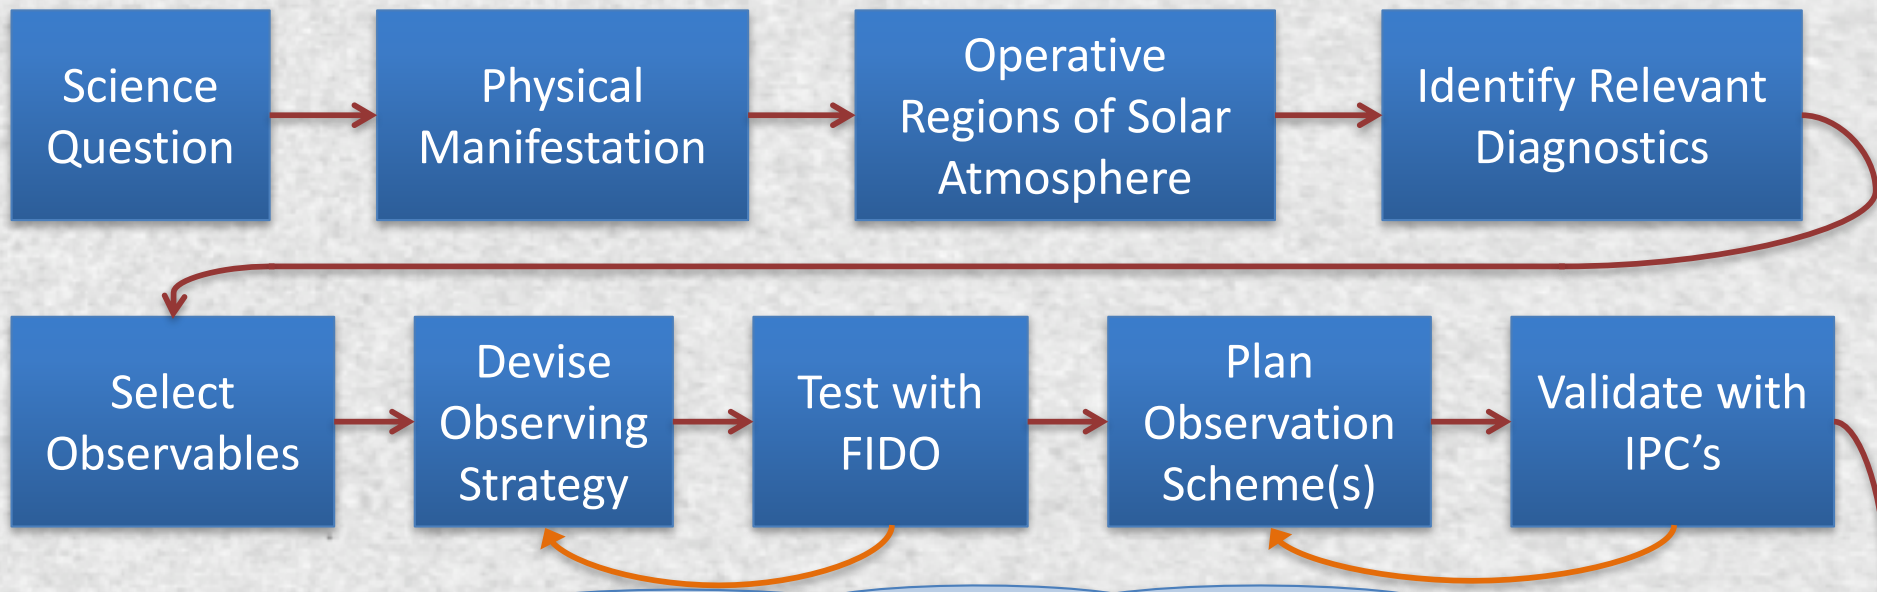 Science
Question
Physical
Manifestation
Operative
Regions of Solar
Atmosphere
Identify Relevant
Diagnostics
Select
Observables
Devise
Observing
Strategy
Test with
FIDO
Plan
Observation
Scheme(s)
Validate with
IPC’s